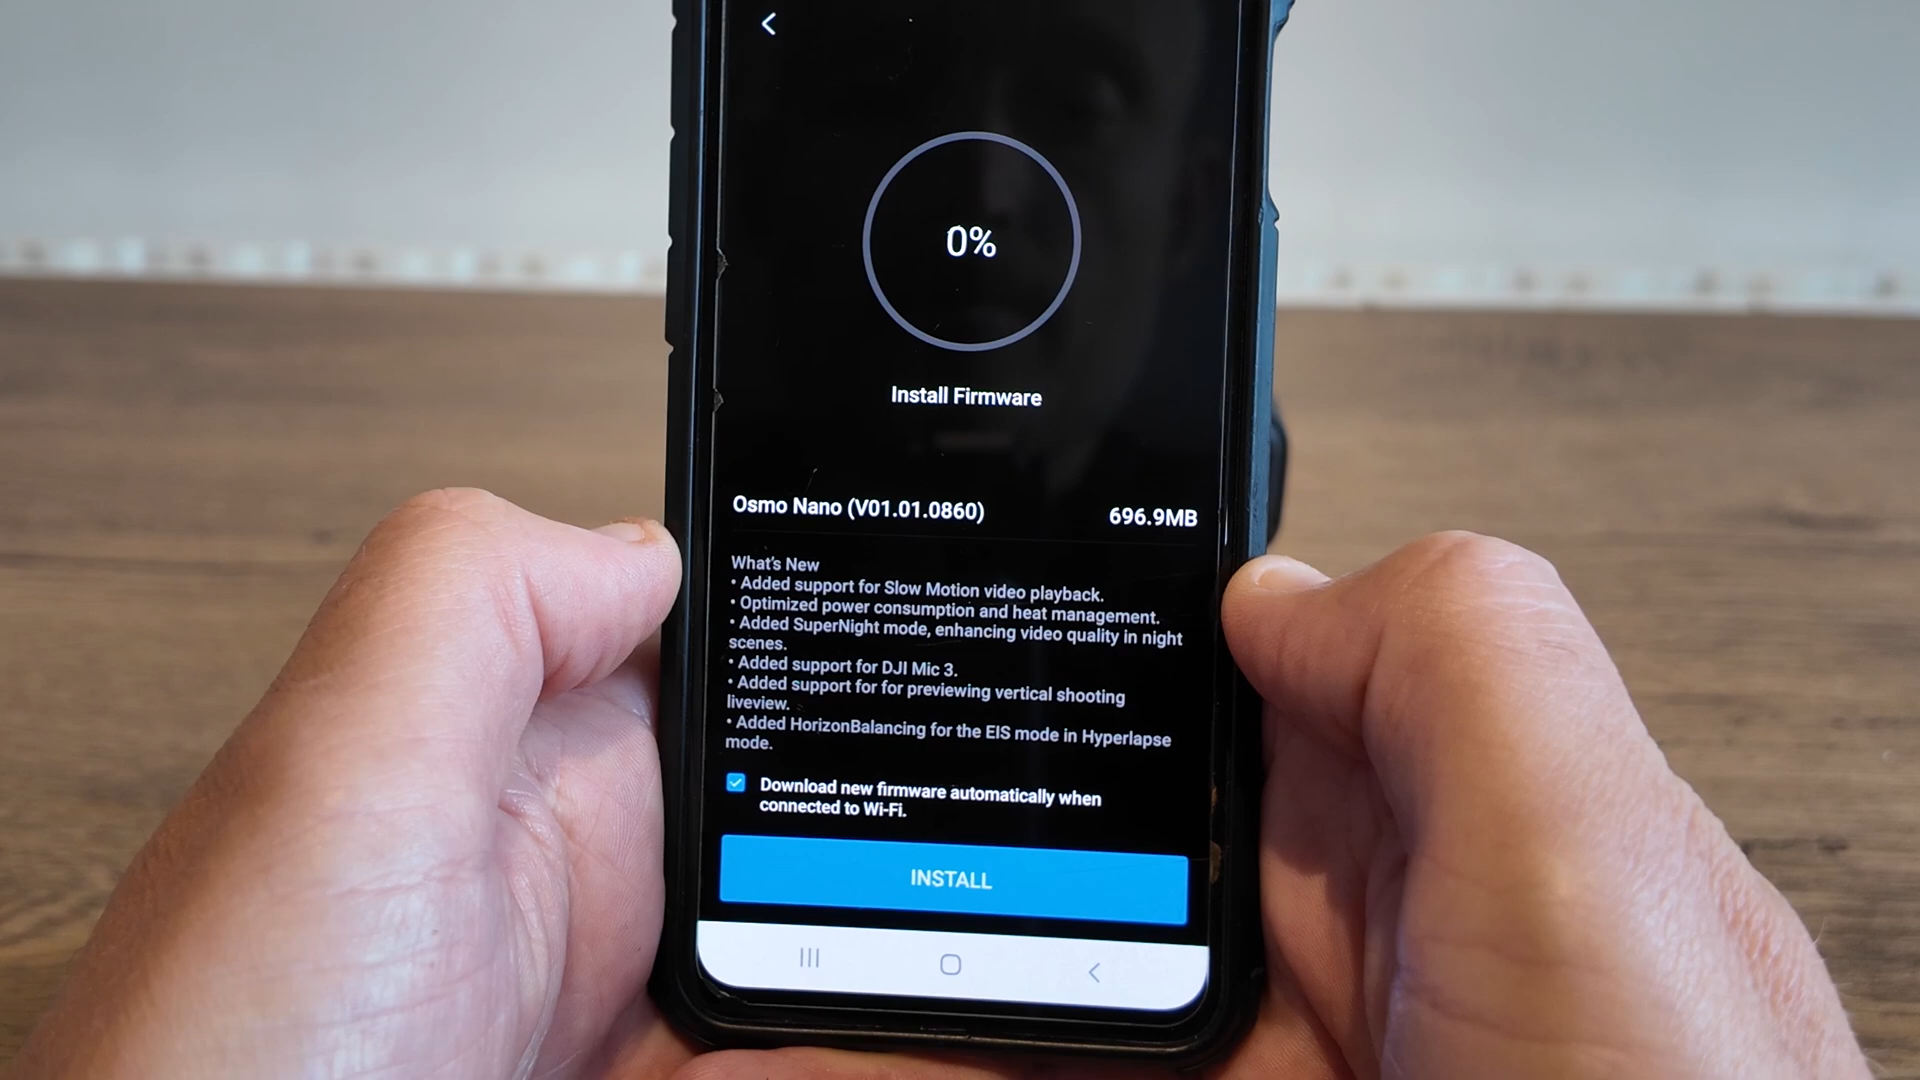 0%
Install Firmware
Osmo Nano (V01.01.0860) 696.9MB
What's New
• Added support for Slow Motion video playback.
• Optimized power consumption and heat management.
• Added SuperNight mode, enhancing video quality in night
scenes.
• Added support for DJI Mic 3.
• Added support for for previewing vertical shooting
liveview.
• Added HorizonBalancing for the EIS mode in Hyperlapse
mode.
Download new firmware automatically when
connected to Wi-Fi.
INSTALL